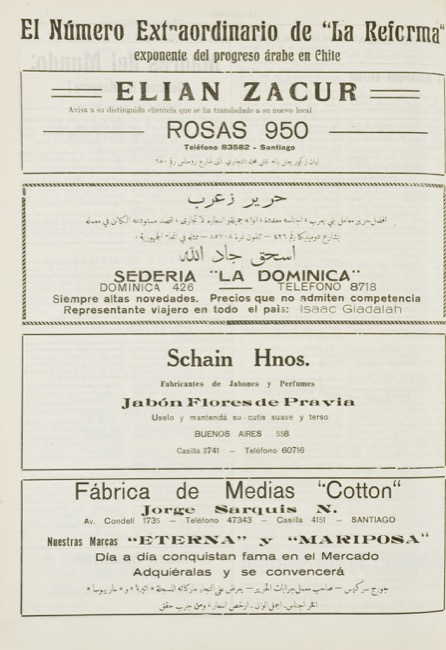 El Número Extraordinario de "La Reforma"
exponente del progreso árabe en Chile
ELIAN ZACUR
Avisa a su distinguida clientela que se ha transladado a su nuevo local
ROSAS 950
Teléfono 83582 - Santiago
حرير زعرب
اسحق جاد الله
SEDERIA "LA DOMINICA"
DOMINICA 426 — TELEFONO 8718
Siempre altas novedades. Precios que no admiten competencia
Representante viajero en todo el pais: Isaac Giadalah
Schain Hnos.
Fabricantes de Jabones y Perfumes
Jabón Flores de Pravia
Uselo y mantendá su cutis suave y terso
BUENOS AIRES 558
Casilla 3741 — Teléfono 60716
Fábrica de Medias "Cotton"
Jorge Sarquis N.
Av. Condell 1735 - Teléfono 47343 - Casilla 4151 - SANTIAGO
Nuestras Marcas "ETERNA" y "MARIPOSA"
Día a día conquistan fama en el Mercado
Adquiéralas y se convencerá